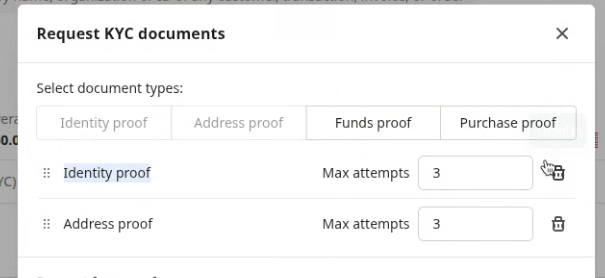 Request KYC documents
Select document types:
Identity proof Address proof Funds proof Purchase proof
Identity proof Max attempts 3
Address proof Max attempts 3